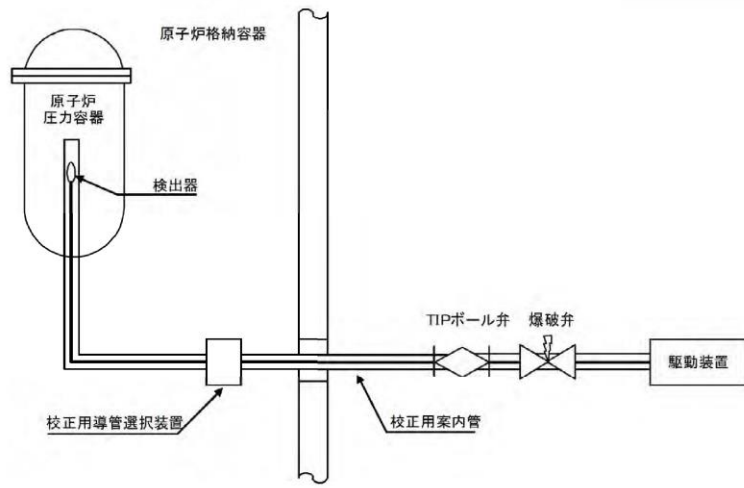 原子炉格納容器
原子炉
圧力容器
検出器
TIPボール弁
爆破弁
駆動装置
校正用導管選択装置
校正用案内管